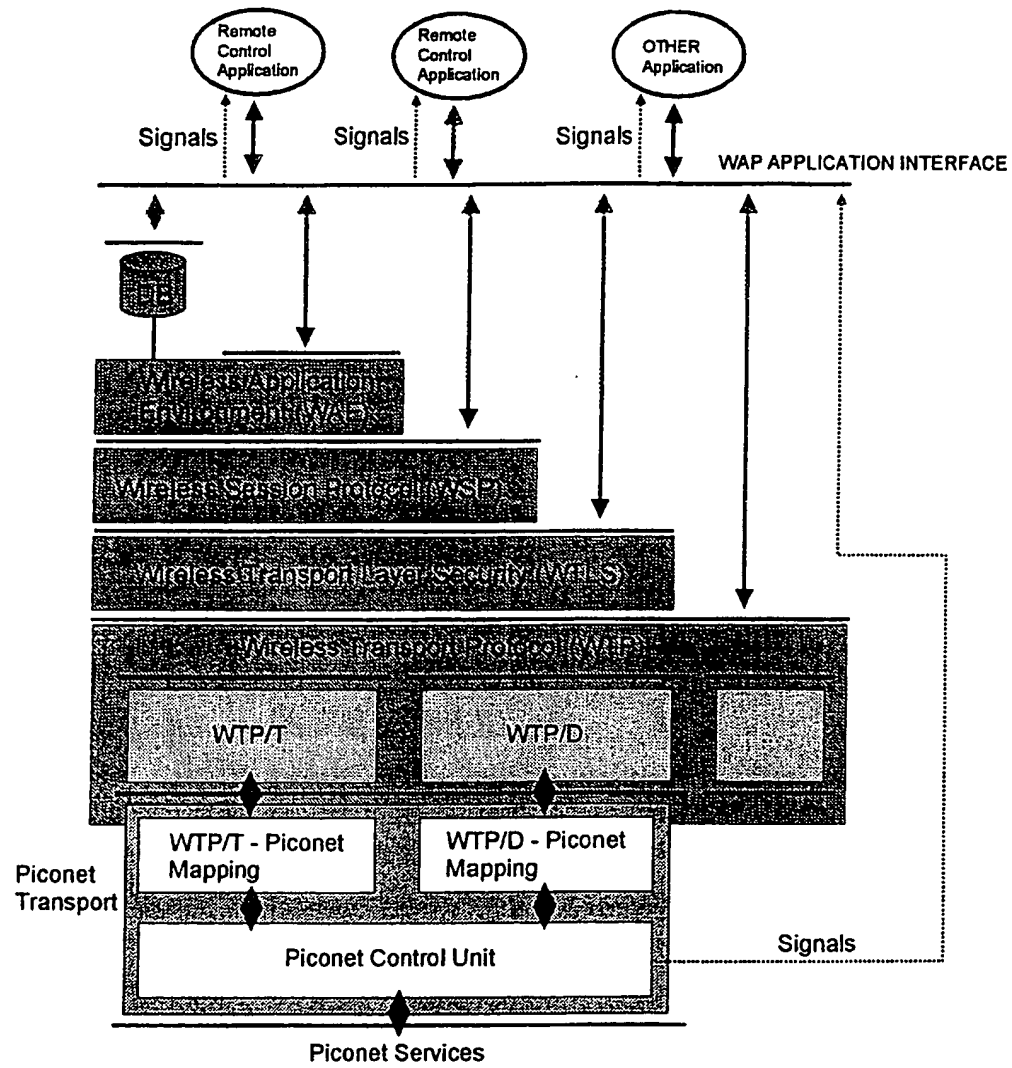 Remote
Control
Application
Remote
Control
Application
OTHER
Application
Signals
Signals
Signals
WAP APPLICATION INTERFACE
DB
Wireless Application
Environment (WAE)
Wireless Session Protocol (WSP)
Wireless Transport Layer Security (WTLS)
Wireless Transport Protocol (WTP)
WTP/T
WTP/D
WTP/T - Piconet
Mapping
WTP/D - Piconet
Mapping
Piconet
Transport
Piconet Control Unit
Signals
Piconet Services